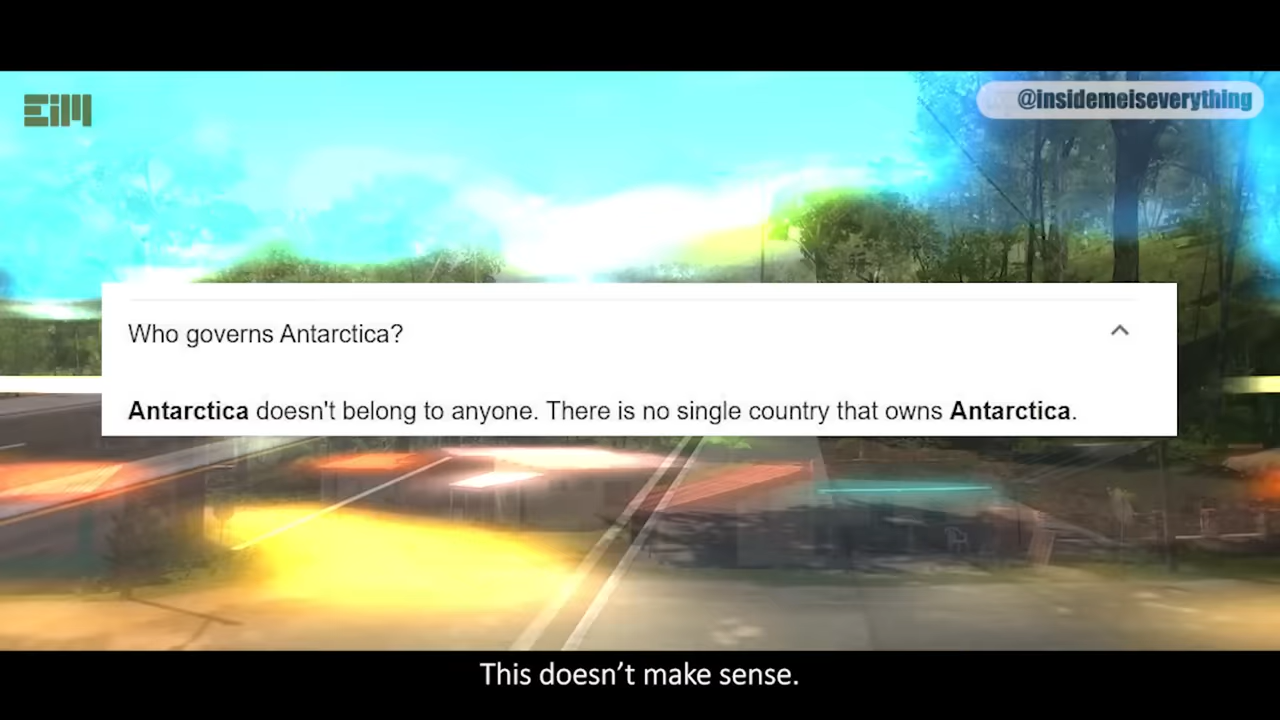 EiM
@insidemeiseverything
Who governs Antarctica?
Antarctica doesn't belong to anyone. There is no single country that owns Antarctica.
This doesn’t make sense.